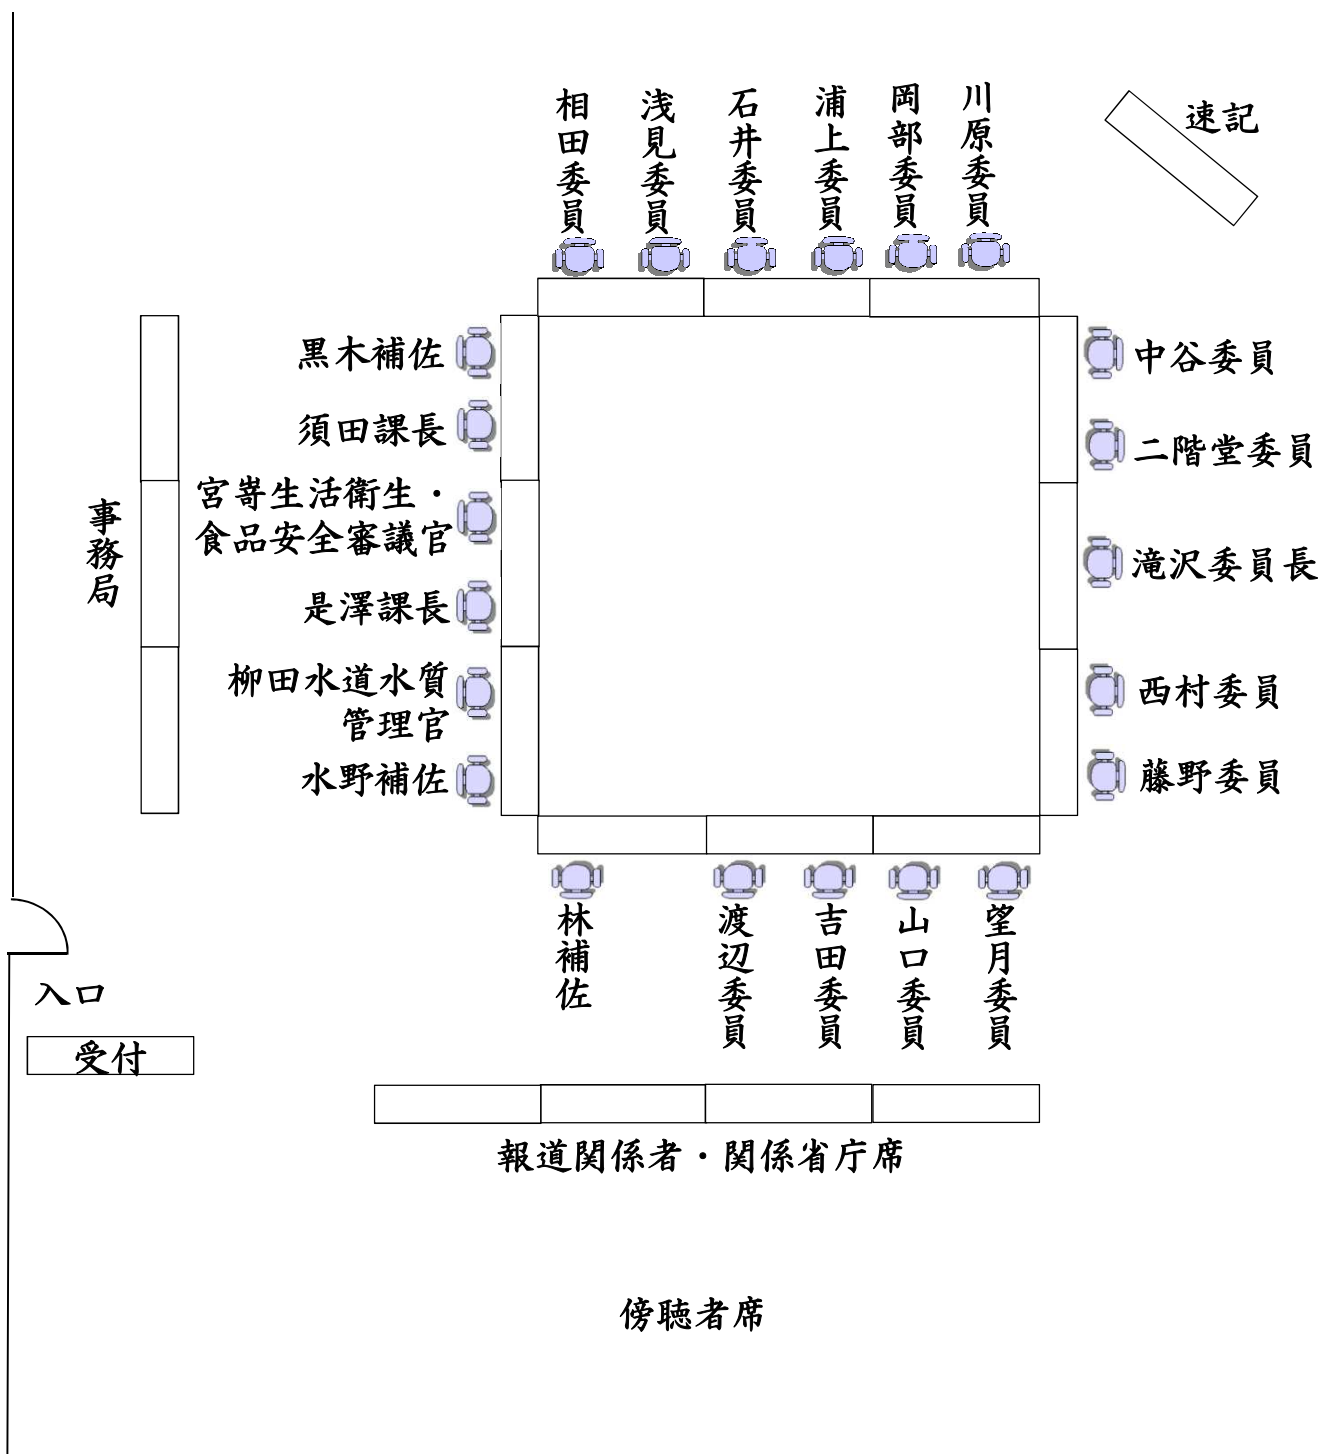 相田委員
浅見委員
石井委員
浦上委員
岡部委員
川原委員
速記
黒木補佐
須田課長
宮嵜生活衛生・
食品安全審議官
是澤課長
柳田水道水質
管理官
水野補佐
事務局
中谷委員
二階堂委員
滝沢委員長
西村委員
藤野委員
林補佐
渡辺委員
吉田委員
山口委員
望月委員
入口
受付
報道関係者・関係省庁席
傍聴者席